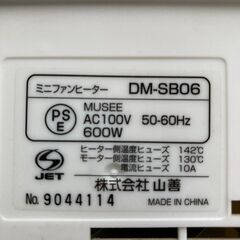 ミニファンヒーター DM-SB06
PS
E
MUSEE
AC100V 50-60Hz
600W
ヒーター側温度ヒューズ 142℃
モーター側温度ヒューズ 130℃
電流ヒューズ 10A
S
JET
株式会社 山善
No. 9044114 MADE IN CHINA